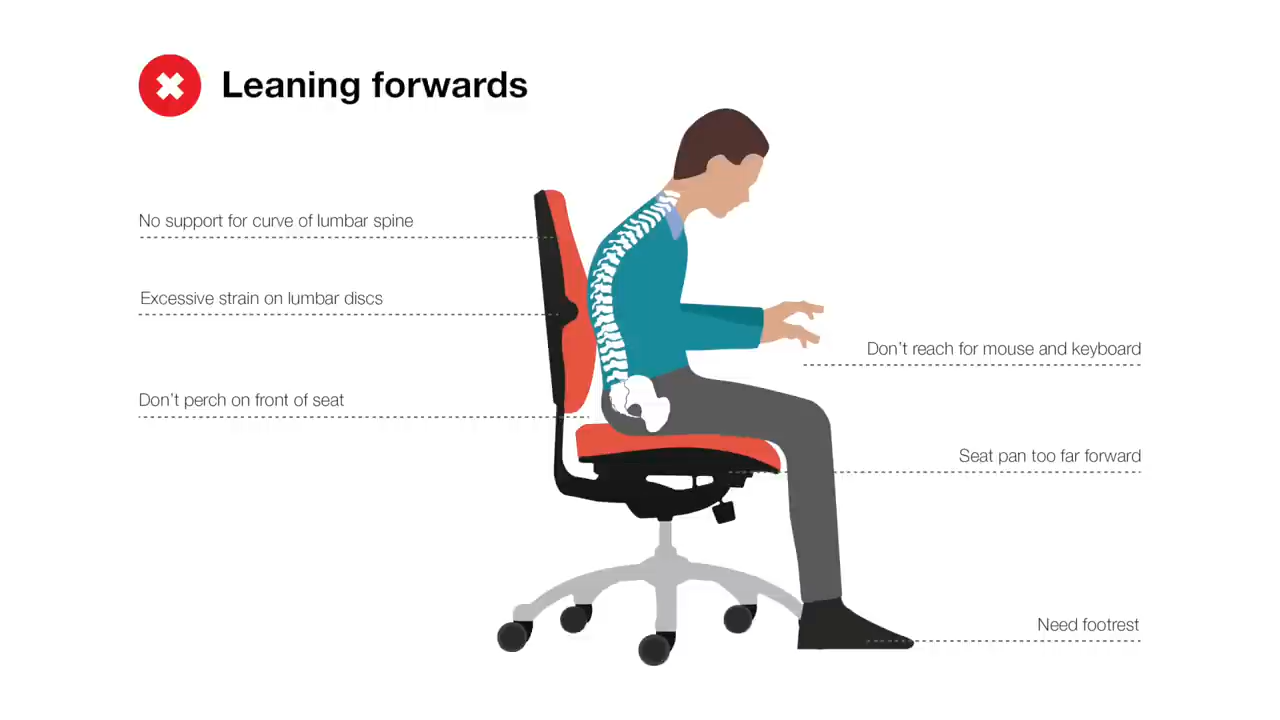 Leaning forwards
No support for curve of lumbar spine
Excessive strain on lumbar discs
Don’t perch on front of seat
Don’t reach for mouse and keyboard
Seat pan too far forward
Need footrest